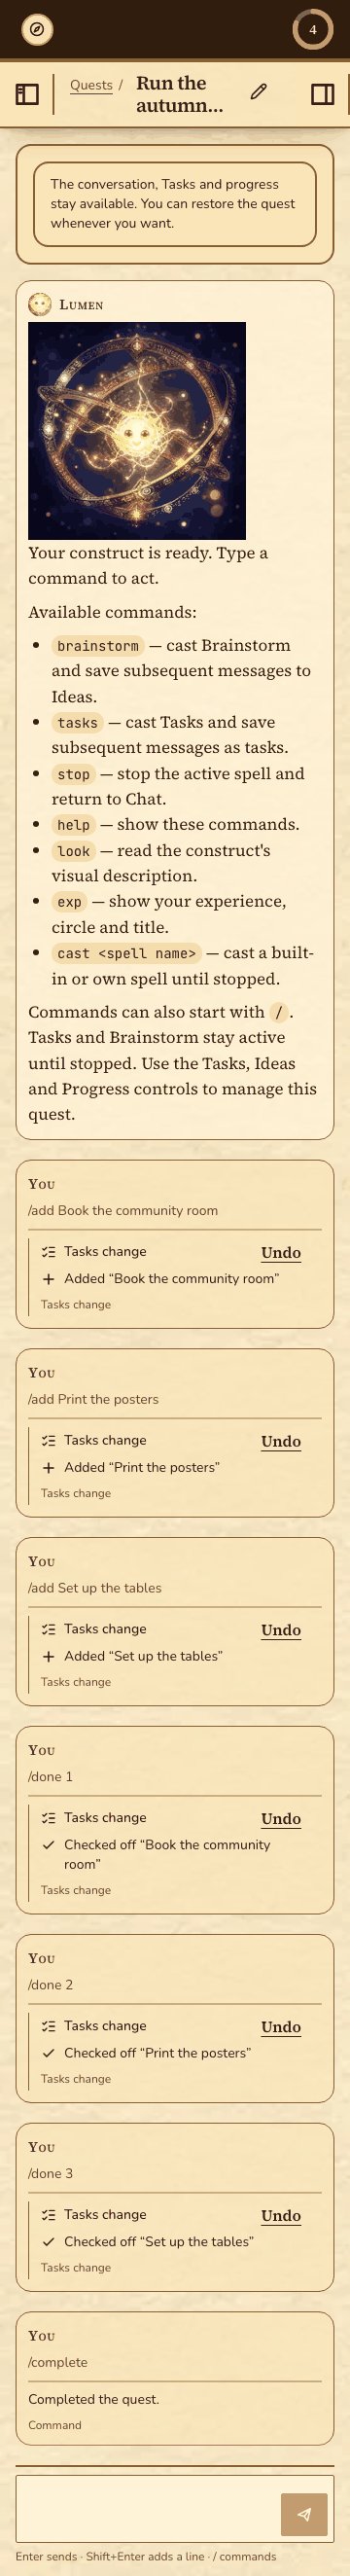 4
Quests / Run the
autumn...
The conversation, Tasks and progress
stay available. You can restore the quest
whenever you want.
Lumen
Your construct is ready. Type a
command to act.
Available commands:
• brainstorm — cast Brainstorm
and save subsequent messages to
Ideas.
• tasks — cast Tasks and save
subsequent messages as tasks.
• stop — stop the active spell and
return to Chat.
• help — show these commands.
• look — read the construct's
visual description.
• exp — show your experience,
circle and title.
• cast <spell name> — cast a built-
in or own spell until stopped.
Commands can also start with /.
Tasks and Brainstorm stay active
until stopped. Use the Tasks, Ideas
and Progress controls to manage this
quest.
You
/add Book the community room
Tasks change Undo
Added “Book the community room”
Tasks change
You
/add Print the posters
Tasks change Undo
Added “Print the posters”
Tasks change
You
/add Set up the tables
Tasks change Undo
Added “Set up the tables”
Tasks change
You
/done 1
Tasks change Undo
Checked off “Book the community
room”
Tasks change
You
/done 2
Tasks change Undo
Checked off “Print the posters”
Tasks change
You
/done 3
Tasks change Undo
Checked off “Set up the tables”
Tasks change
You
/complete
Completed the quest.
Command
Enter sends · Shift+Enter adds a line · / commands